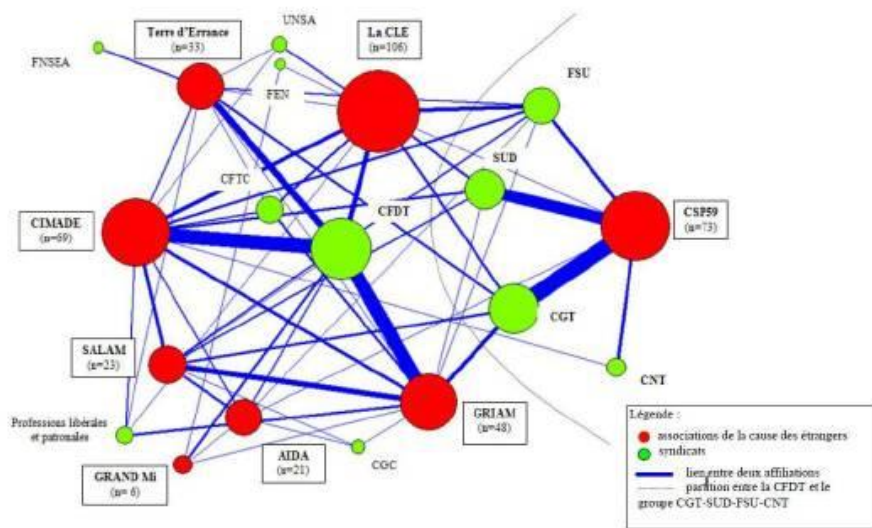 UNSA
Terre d'Errance
(n=33)
La CLE
(n=106)
FNSEA
FSU
FEN
SUD
CFTC
CFDT
CIMADE
(n=69)
CSP59
(n=73)
CGT
SALAM
(n=23)
CNT
Professions libérales
et patronales
GRIAM
(n=48)
AIDA
(n=21)
CGC
GRAND Mi
(n= 6)
Légende :
associations de la cause des étrangers
syndicats
lien entre deux affiliations
partition entre la CFDT et le
groupe CGT-SUD-FSU-CNT